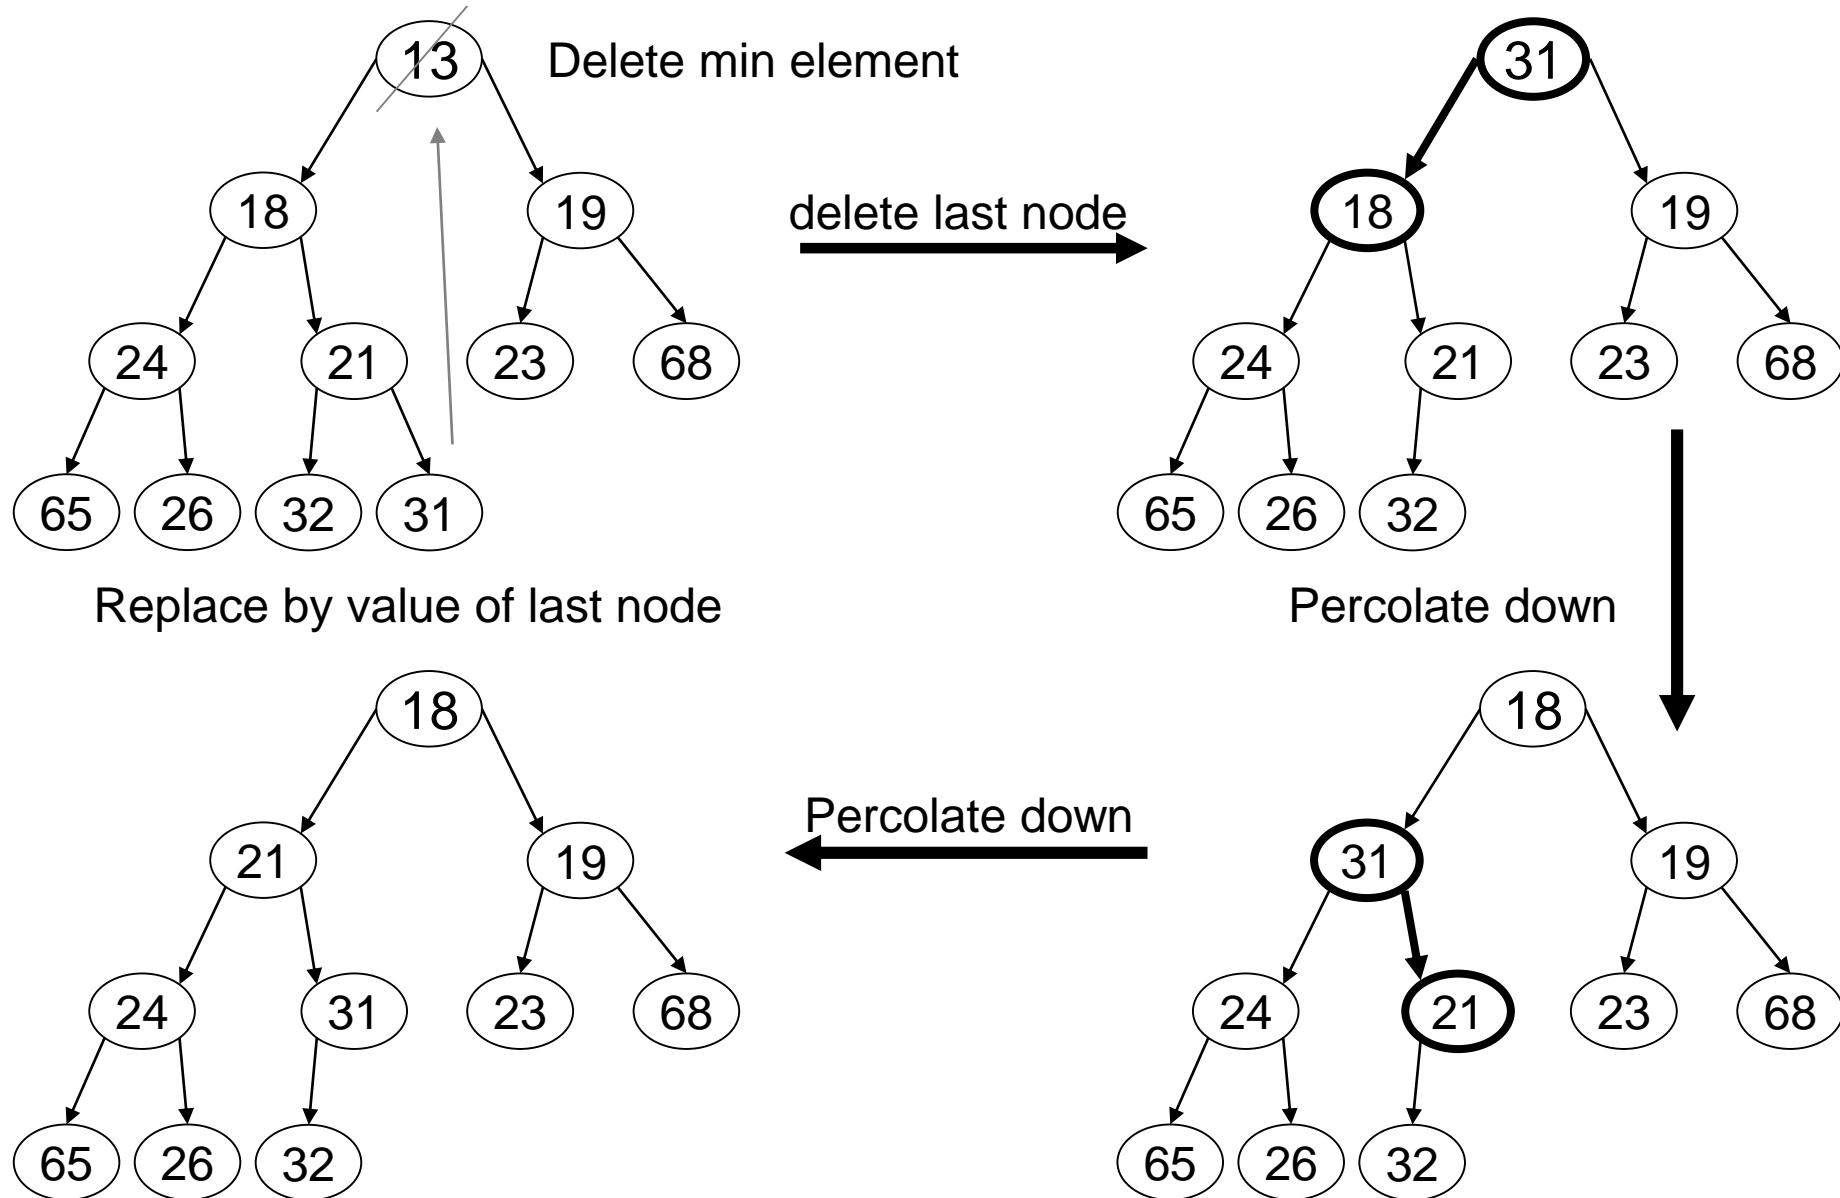 13 Delete min element
18 19
24 21 23 68
65 26 32 31
Replace by value of last node
delete last node
31
18 19
24 21 23 68
65 26 32
Percolate down
18
31 19
24 21 23 68
65 26 32
Percolate down
18
21 19
24 31 23 68
65 26 32